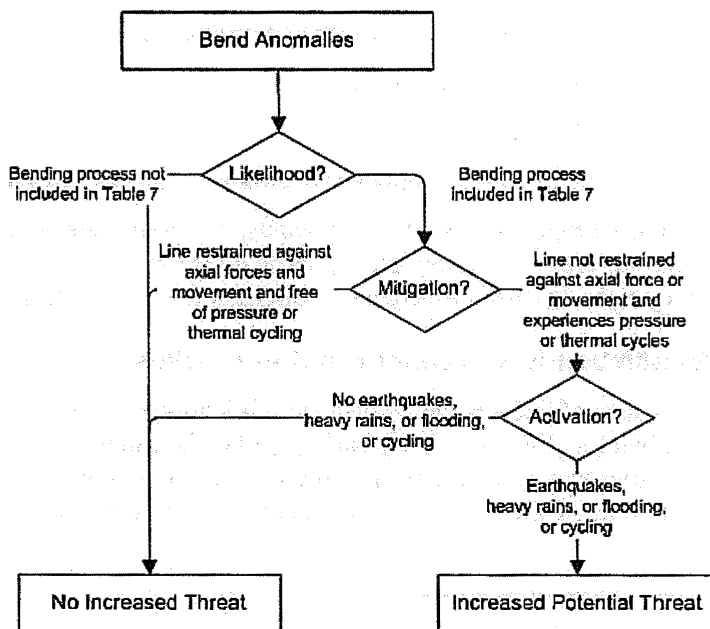 Bend Anomalies
Likelihood?
Bending process not
included in Table 7
Bending process
included in Table 7
Line restrained against
axial forces and
movement and free
of pressure or
thermal cycling
Mitigation?
Line not restrained
against axial force or
movement and
experiences pressure
or thermal cycles
No earthquakes,
heavy rains, or flooding,
or cycling
Activation?
Earthquakes,
heavy rains, or flooding,
or cycling
No Increased Threat
Increased Potential Threat